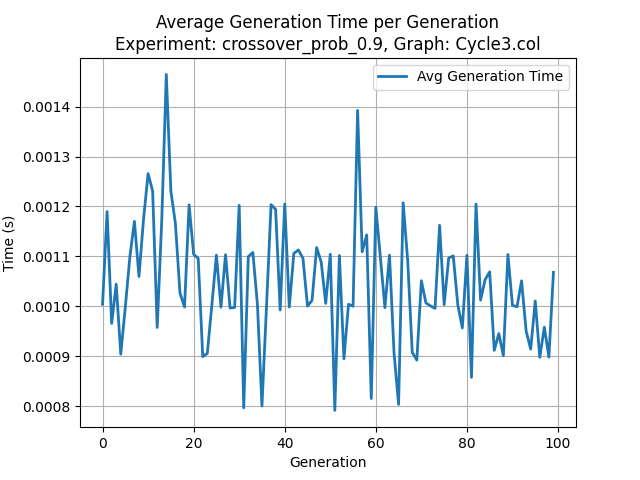 Average Generation Time per Generation
Experiment: crossover_prob_0.9, Graph: Cycle3.col
Avg Generation Time
Time (s)
0.0014
0.0013
0.0012
0.0011
0.0010
0.0009
0.0008
0 20 40 60 80 100
Generation